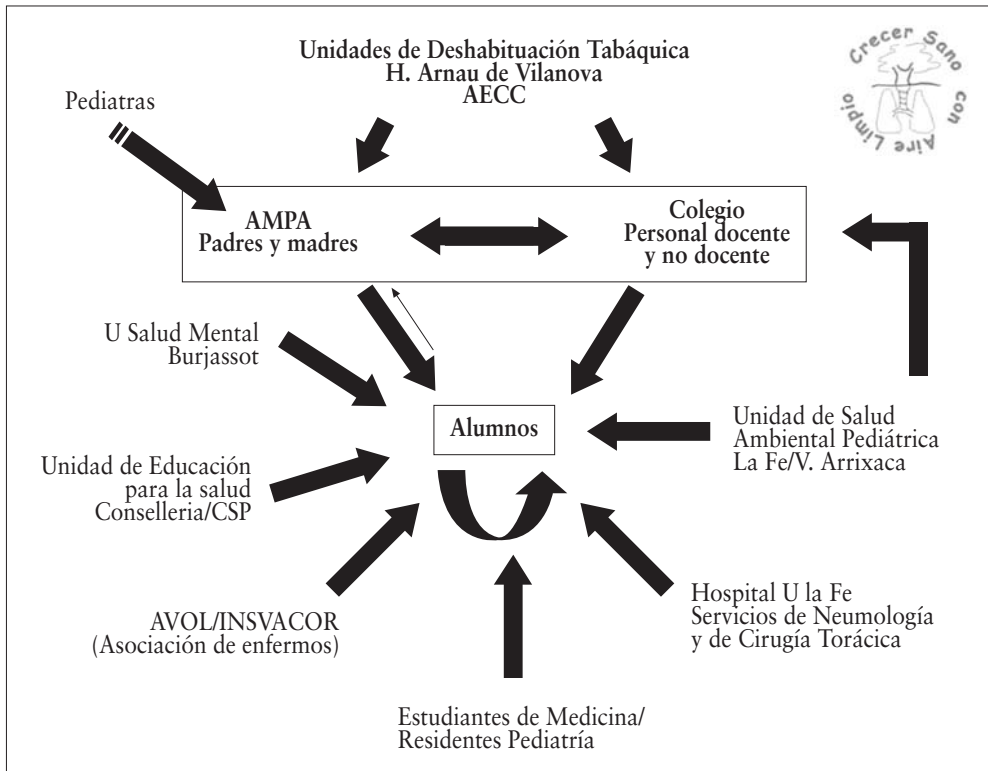 Unidades de Deshabituación Tabáquica
H. Arnau de Vilanova
AECC
Crecer Sano con Aire Limpio
Pediatras
AMPA
Padres y madres
Colegio
Personal docente
y no docente
U Salud Mental
Burjassot
Alumnos
Unidad de Salud
Ambiental Pediátrica
La Fe/V. Arrixaca
Unidad de Educación
para la salud
Conselleria/CSP
AVOL/INSVACOR
(Asociación de enfermos)
Hospital U la Fe
Servicios de Neumología
y de Cirugía Torácica
Estudiantes de Medicina/
Residentes Pediatría